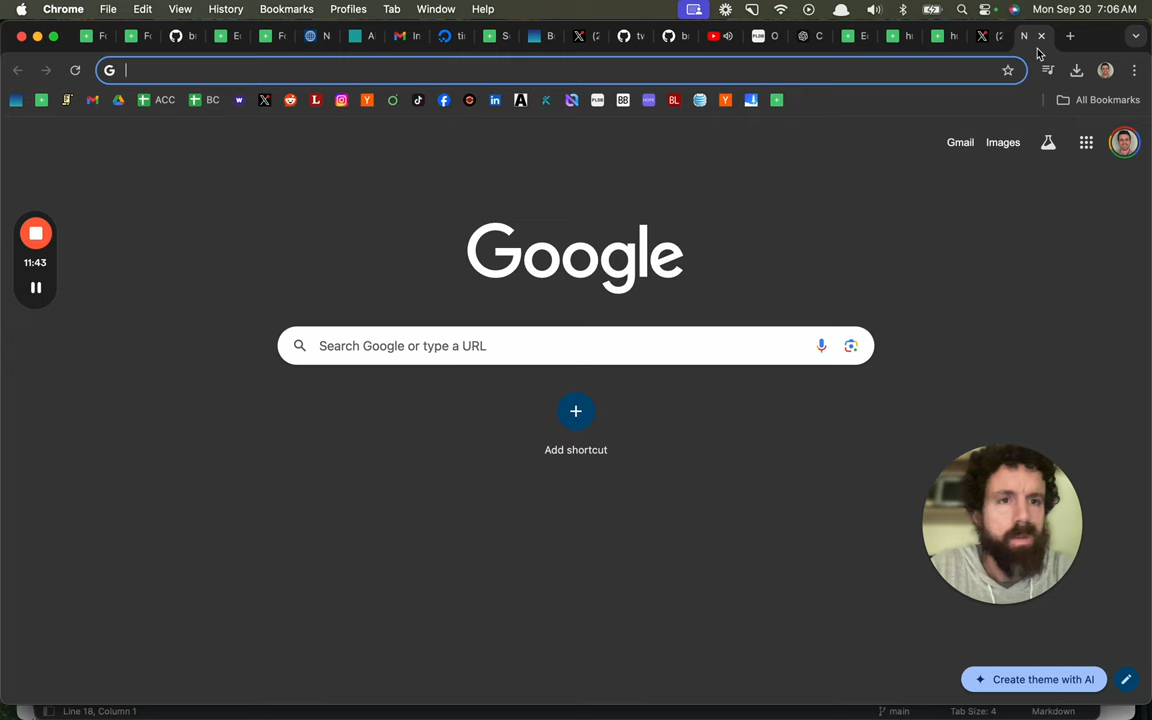 Chrome File Edit View History Bookmarks Profiles Tab Window Help Mon Sep 30 7:06 AM
ACC BC All Bookmarks
Gmail Images
Google
11:43
Search Google or type a URL
Add shortcut
Create theme with AI
Line 18, Column 1 main Tab Size: 4 Markdown